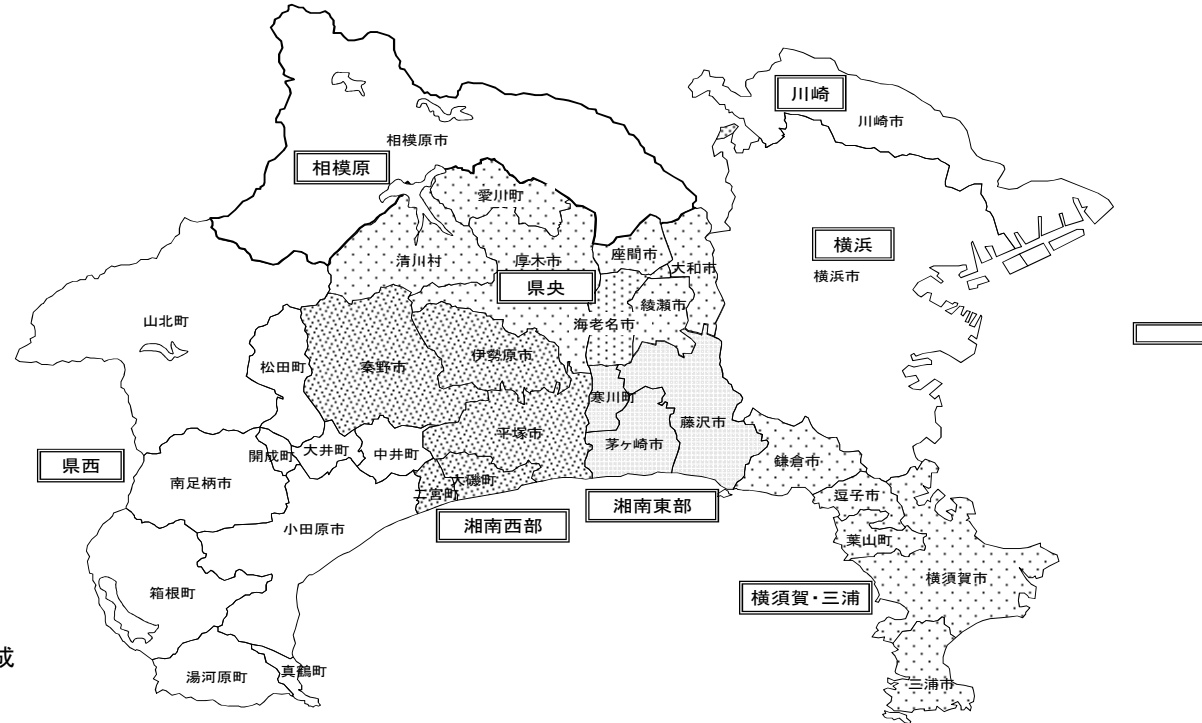 川崎
川崎市
相模原市
相模原
愛川町
横浜
座間市
清川村
厚木市
大和市
横浜市
県央
綾瀬市
山北町
海老名市
伊勢原市
松田町
秦野市
寒川町
藤沢市
平塚市
茅ヶ崎市
大井町
中井町
開成町
県西
鎌倉市
南足柄市
大磯町
二宮町
逗子市
湘南東部
湘南西部
小田原市
葉山町
横須賀市
箱根町
横須賀・三浦
成
真鶴町
湯河原町
三浦市